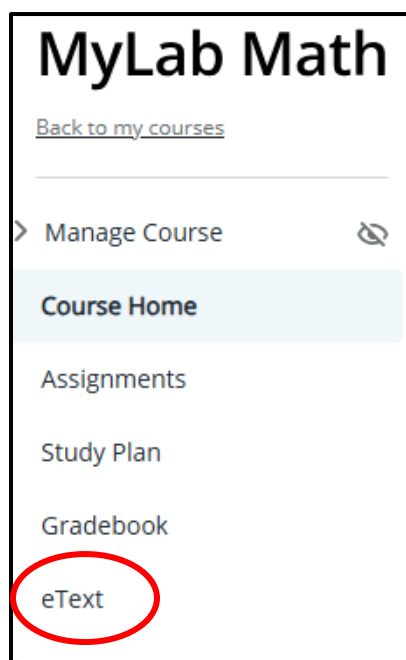 MyLab Math
Back to my courses
Manage Course
Course Home
Assignments
Study Plan
Gradebook
eText